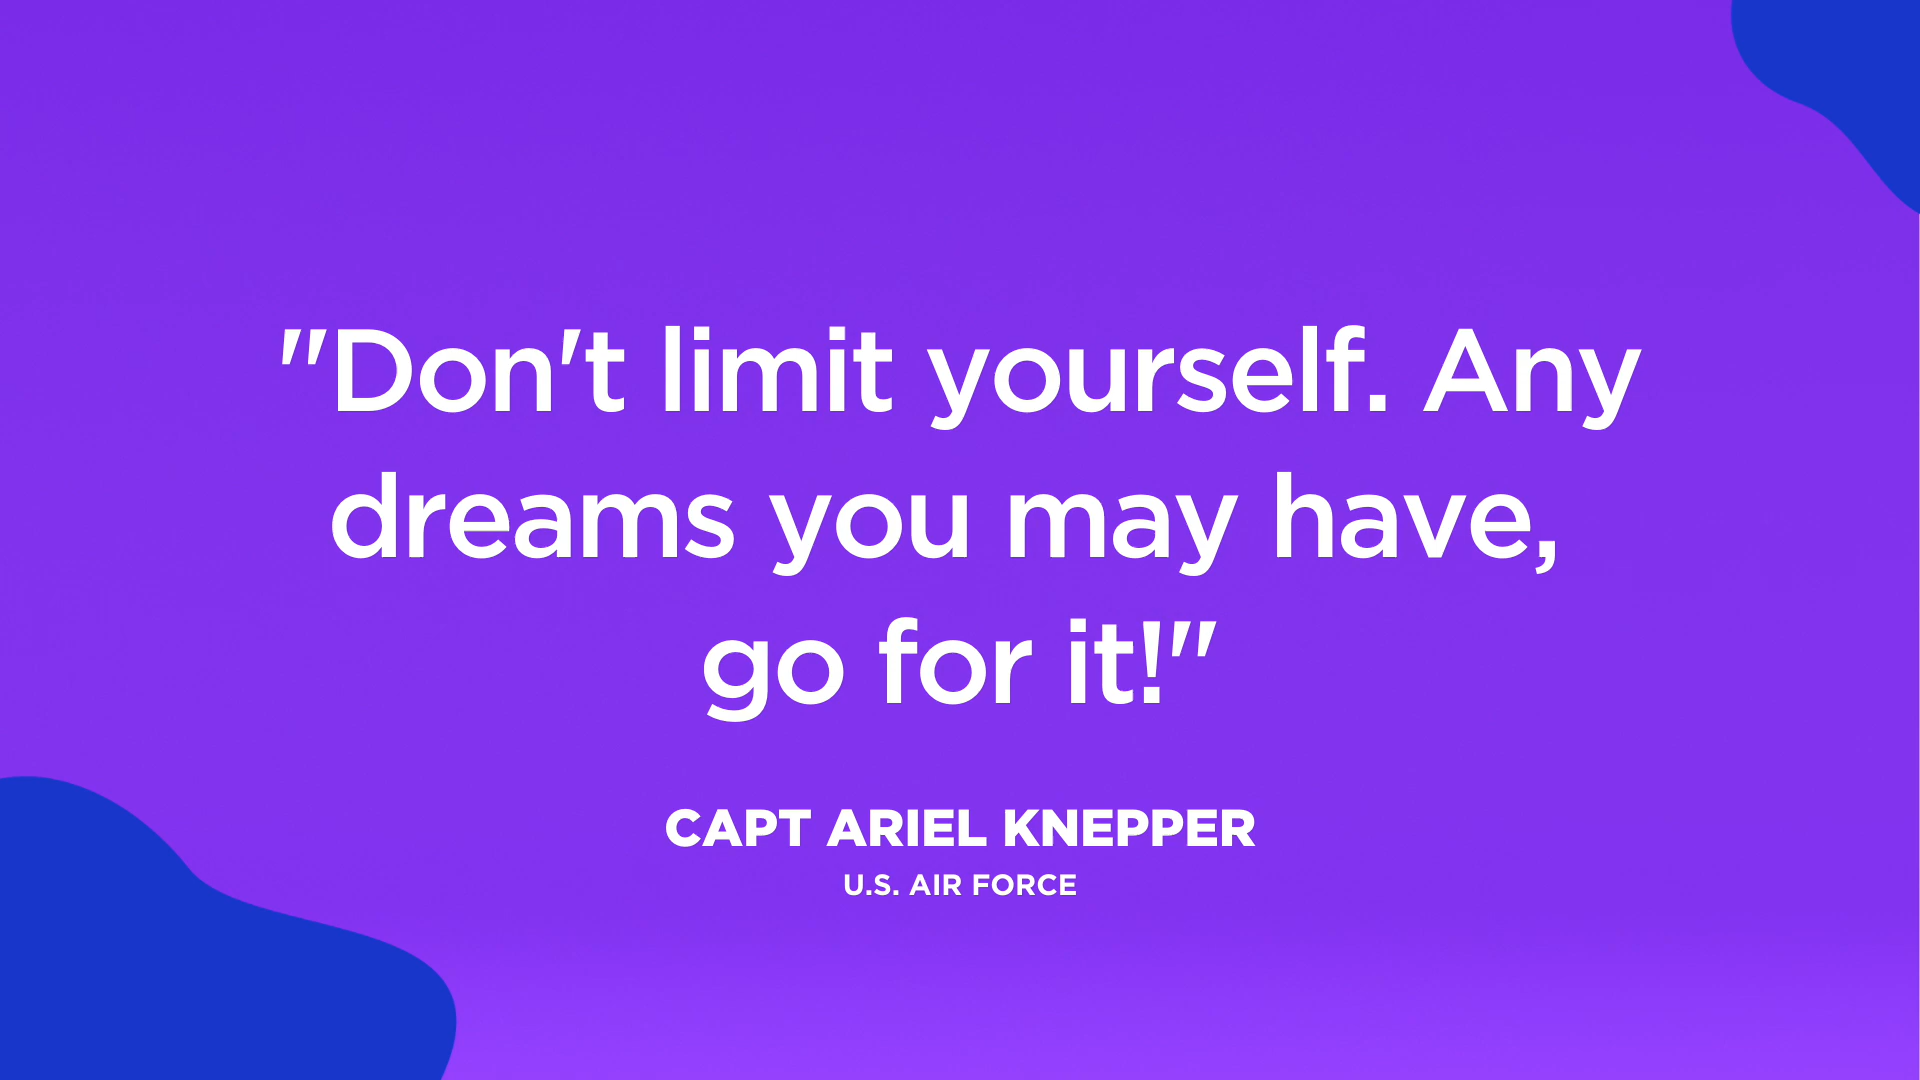 "Don't limit yourself. Any
dreams you may have,
go for it!"
CAPT ARIEL KNEPPER
U.S. AIR FORCE